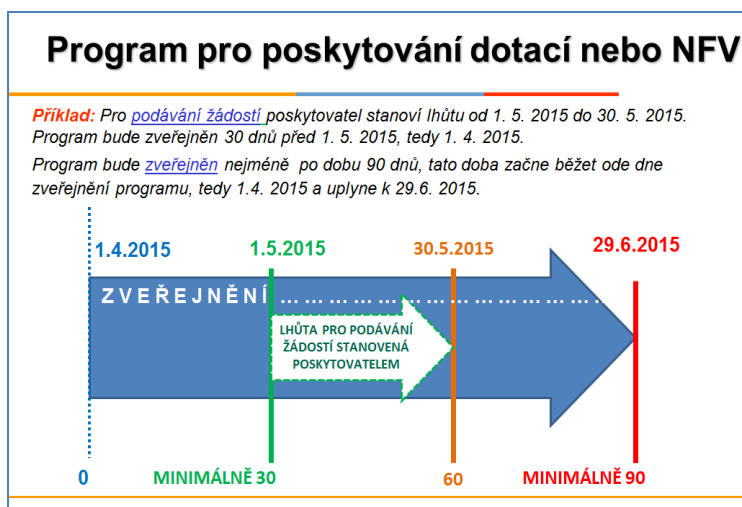 Program pro poskytování dotací nebo NFV
Příklad: Pro podávání žádostí poskytovatel stanoví lhůtu od 1. 5. 2015 do 30. 5. 2015.
Program bude zveřejněn 30 dnů před 1. 5. 2015, tedy 1. 4. 2015.
Program bude zveřejněn nejméně po dobu 90 dnů, tato doba začne běžet ode dne
zveřejnění programu, tedy 1.4. 2015 a uplyne k 29.6. 2015.
1.4.2015 1.5.2015 30.5.2015 29.6.2015
ZVEŘEJNĚNÍ ... ... ... ... ... ... ... ... ... ... ... ... ... ..
LHŮTA PRO PODÁVÁNÍ
ŽÁDOSTÍ STANOVENÁ
POSKYTOVATELEM
0 MINIMÁLNĚ 30 60 MINIMÁLNĚ 90